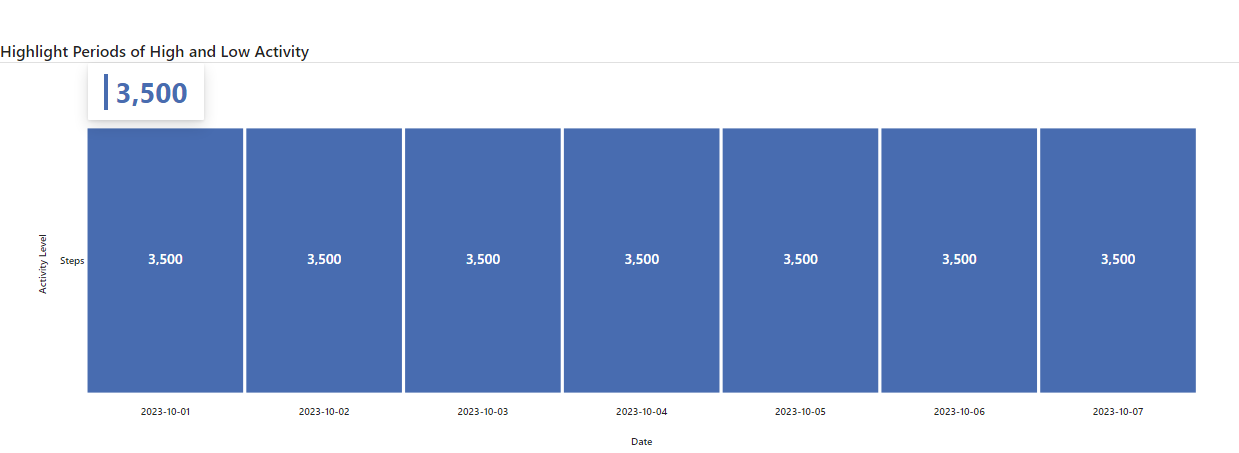 Highlight Periods of High and Low Activity
3,500
Activity Level
Steps
3,500 3,500 3,500 3,500 3,500 3,500 3,500
2023-10-01 2023-10-02 2023-10-03 2023-10-04 2023-10-05 2023-10-06 2023-10-07
Date